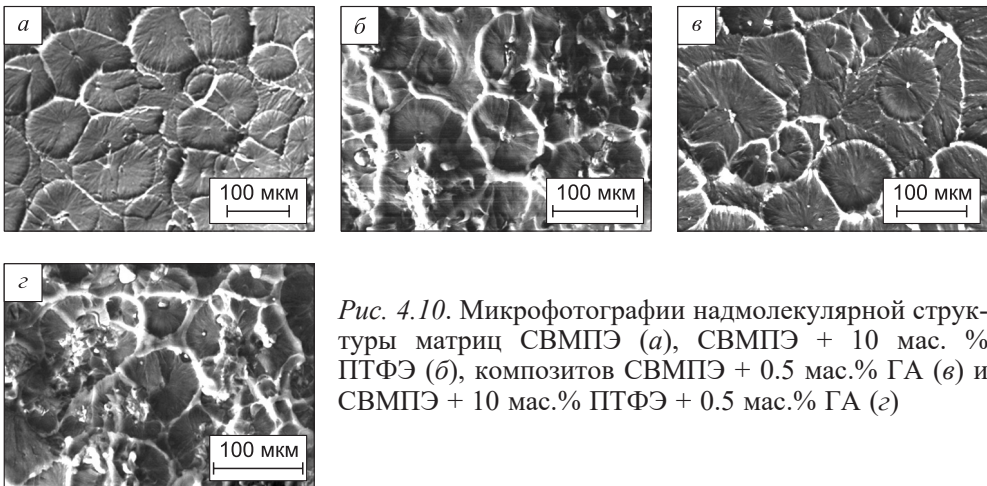 а
б
в
100 мкм
100 мкм
100 мкм
г
100 мкм
Рис. 4.10. Микрофотографии надмолекулярной струк-
туры матриц СВМПЭ (а), СВМПЭ + 10 мас. %
ПТФЭ (б), композитов СВМПЭ + 0.5 мас.% ГА (в) и
СВМПЭ + 10 мас.% ПТФЭ + 0.5 мас.% ГА (г)